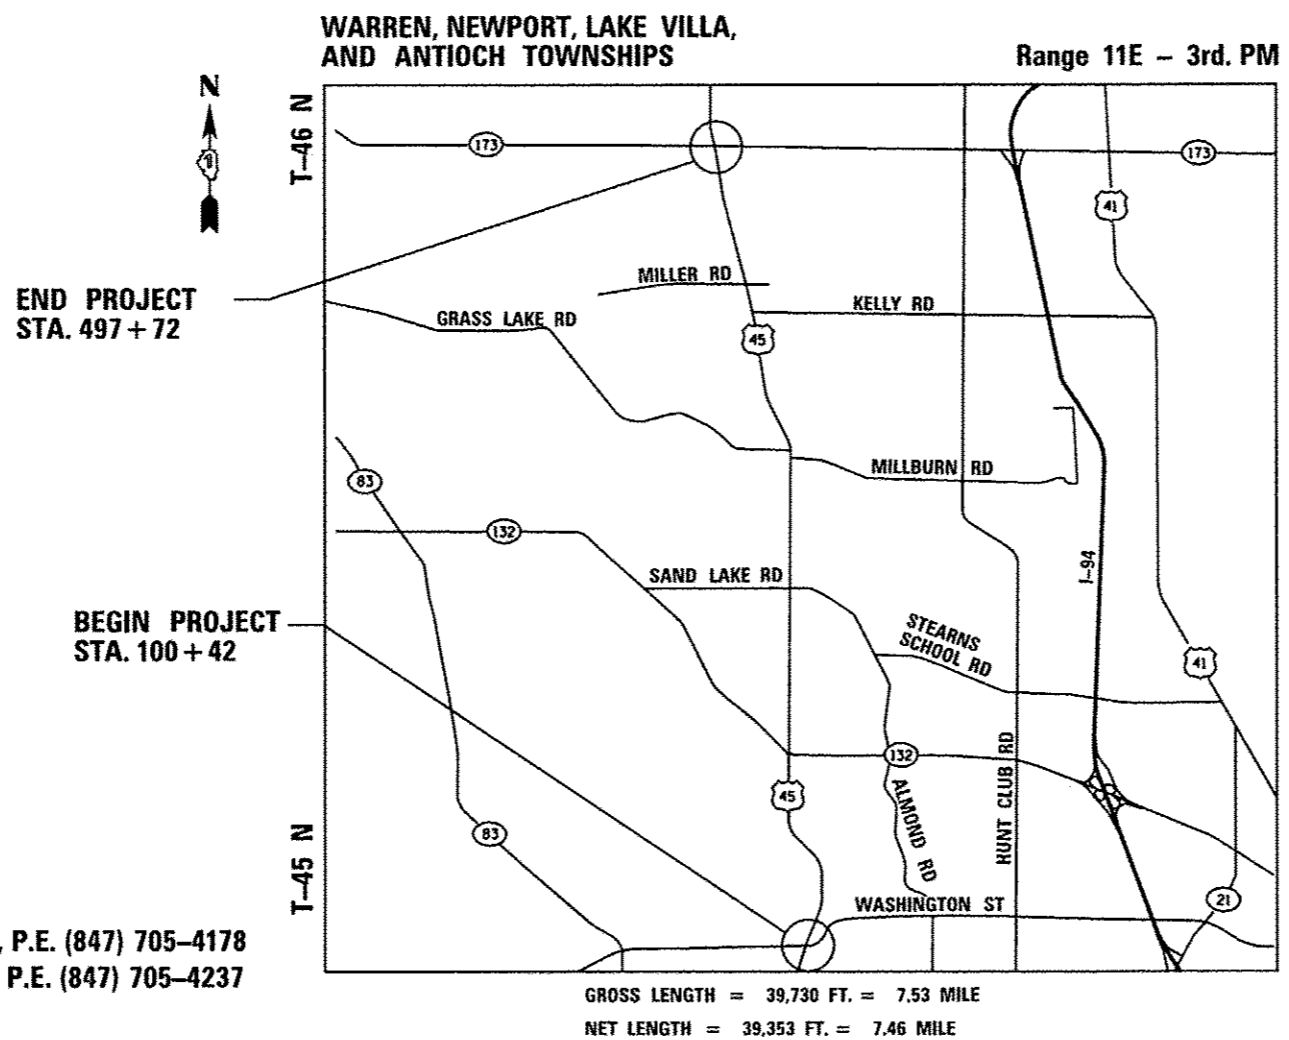 WARREN, NEWPORT, LAKE VILLA,
AND ANTIOCH TOWNSHIPS
Range 11E – 3rd. PM
N
T–46 N
173
173
41
END PROJECT
STA. 497+72
MILLER RD
KELLY RD
GRASS LAKE RD
45
MILLBURN RD
83
132
I–94
SAND LAKE RD
BEGIN PROJECT
STA. 100+42
STEARNS
SCHOOL RD
41
132
HUNT CLUB RD
45
ALMOND RD
83
T–45 N
21
WASHINGTON ST
, P.E. (847) 705–4178
P.E. (847) 705–4237
GROSS LENGTH = 39,730 FT. = 7.53 MILE
NET LENGTH = 39,353 FT. = 7.46 MILE